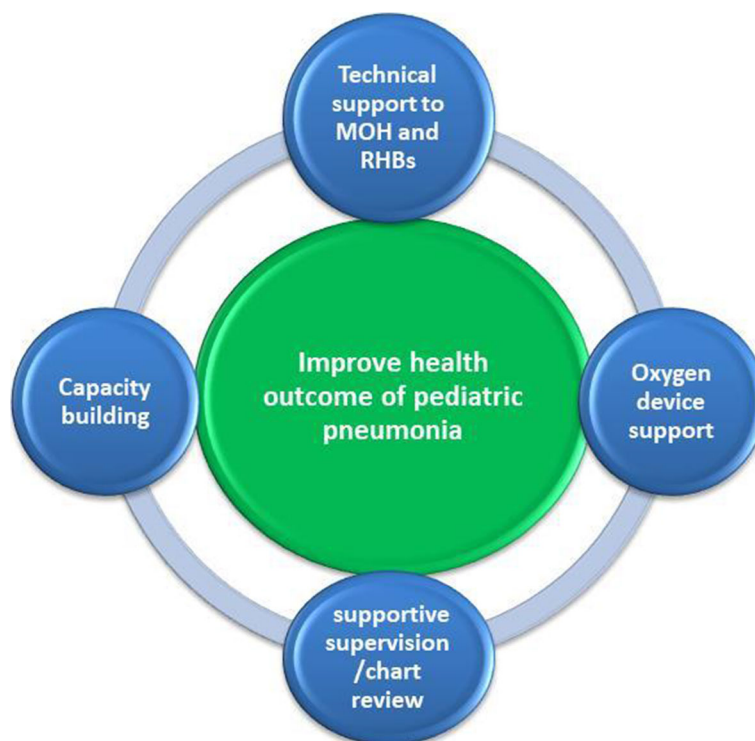 Technical
support to
MOH and
RHBs
Improve health
outcome of pediatric
pneumonia
Capacity
building
Oxygen
device
support
supportive
supervision
/chart
review